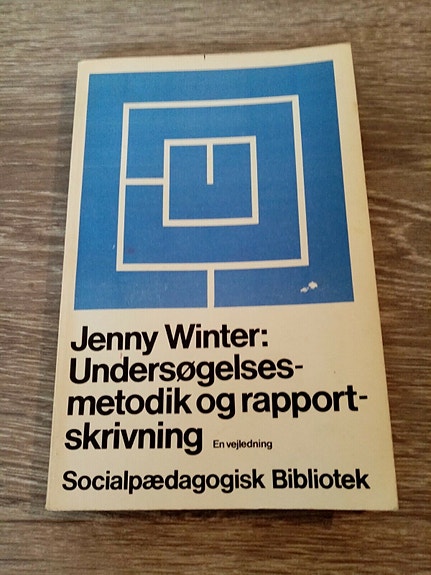 Jenny Winter:
Undersøgelses-
metodik og rapport-
skrivning En vejledning
Socialpædagogisk Bibliotek